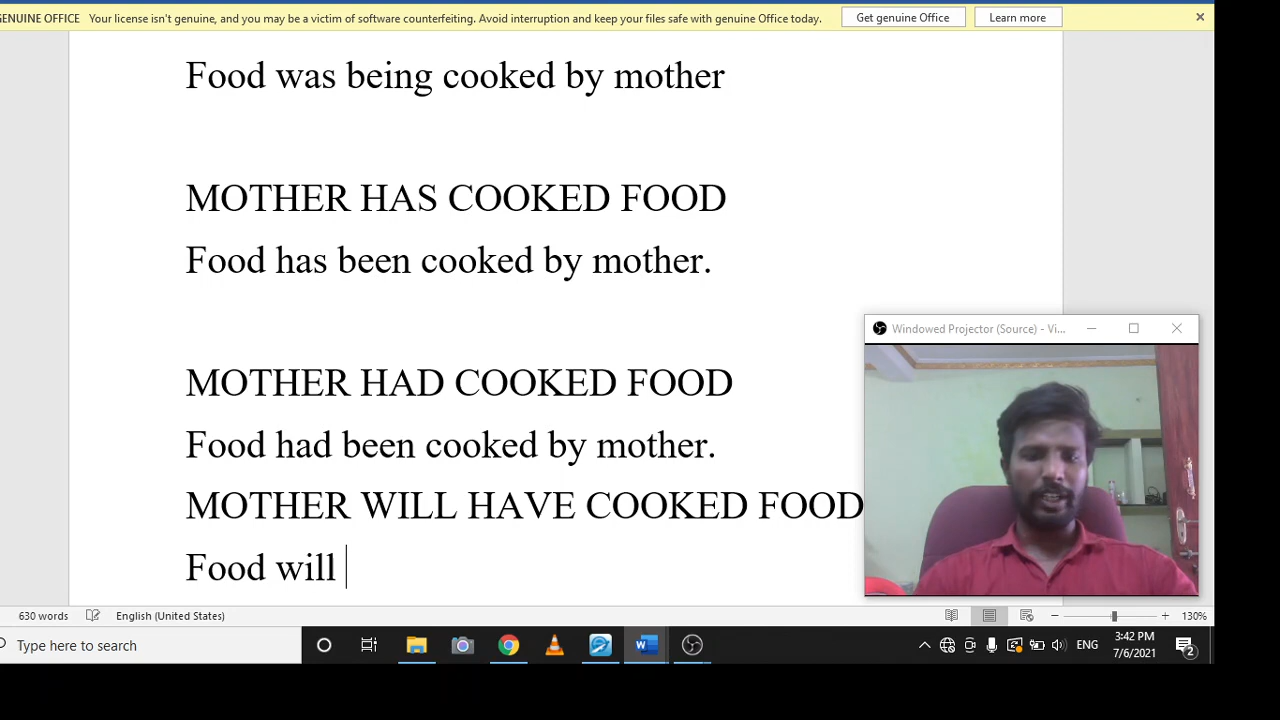 GENUINE OFFICE Your license isn't genuine, and you may be a victim of software counterfeiting. Avoid interruption and keep your files safe with genuine Office today. Get genuine Office Learn more
Food was being cooked by mother
MOTHER HAS COOKED FOOD
Food has been cooked by mother.
Windowed Projector (Source) - Vi...
MOTHER HAD COOKED FOOD
Food had been cooked by mother.
MOTHER WILL HAVE COOKED FOOD
Food will
630 words English (United States) 130%
Type here to search ENG 3:42 PM
7/6/2021 2